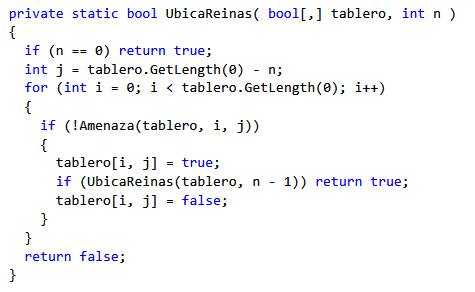 private static bool UbicaReinas( bool[,] tablero, int n )
{
  if (n == 0) return true;
  int j = tablero.GetLength(0) - n;
  for (int i = 0; i < tablero.GetLength(0); i++)
  {
    if (!Amenaza(tablero, i, j))
    {
      tablero[i, j] = true;
      if (UbicaReinas(tablero, n - 1)) return true;
      tablero[i, j] = false;
    }
  }
  return false;
}